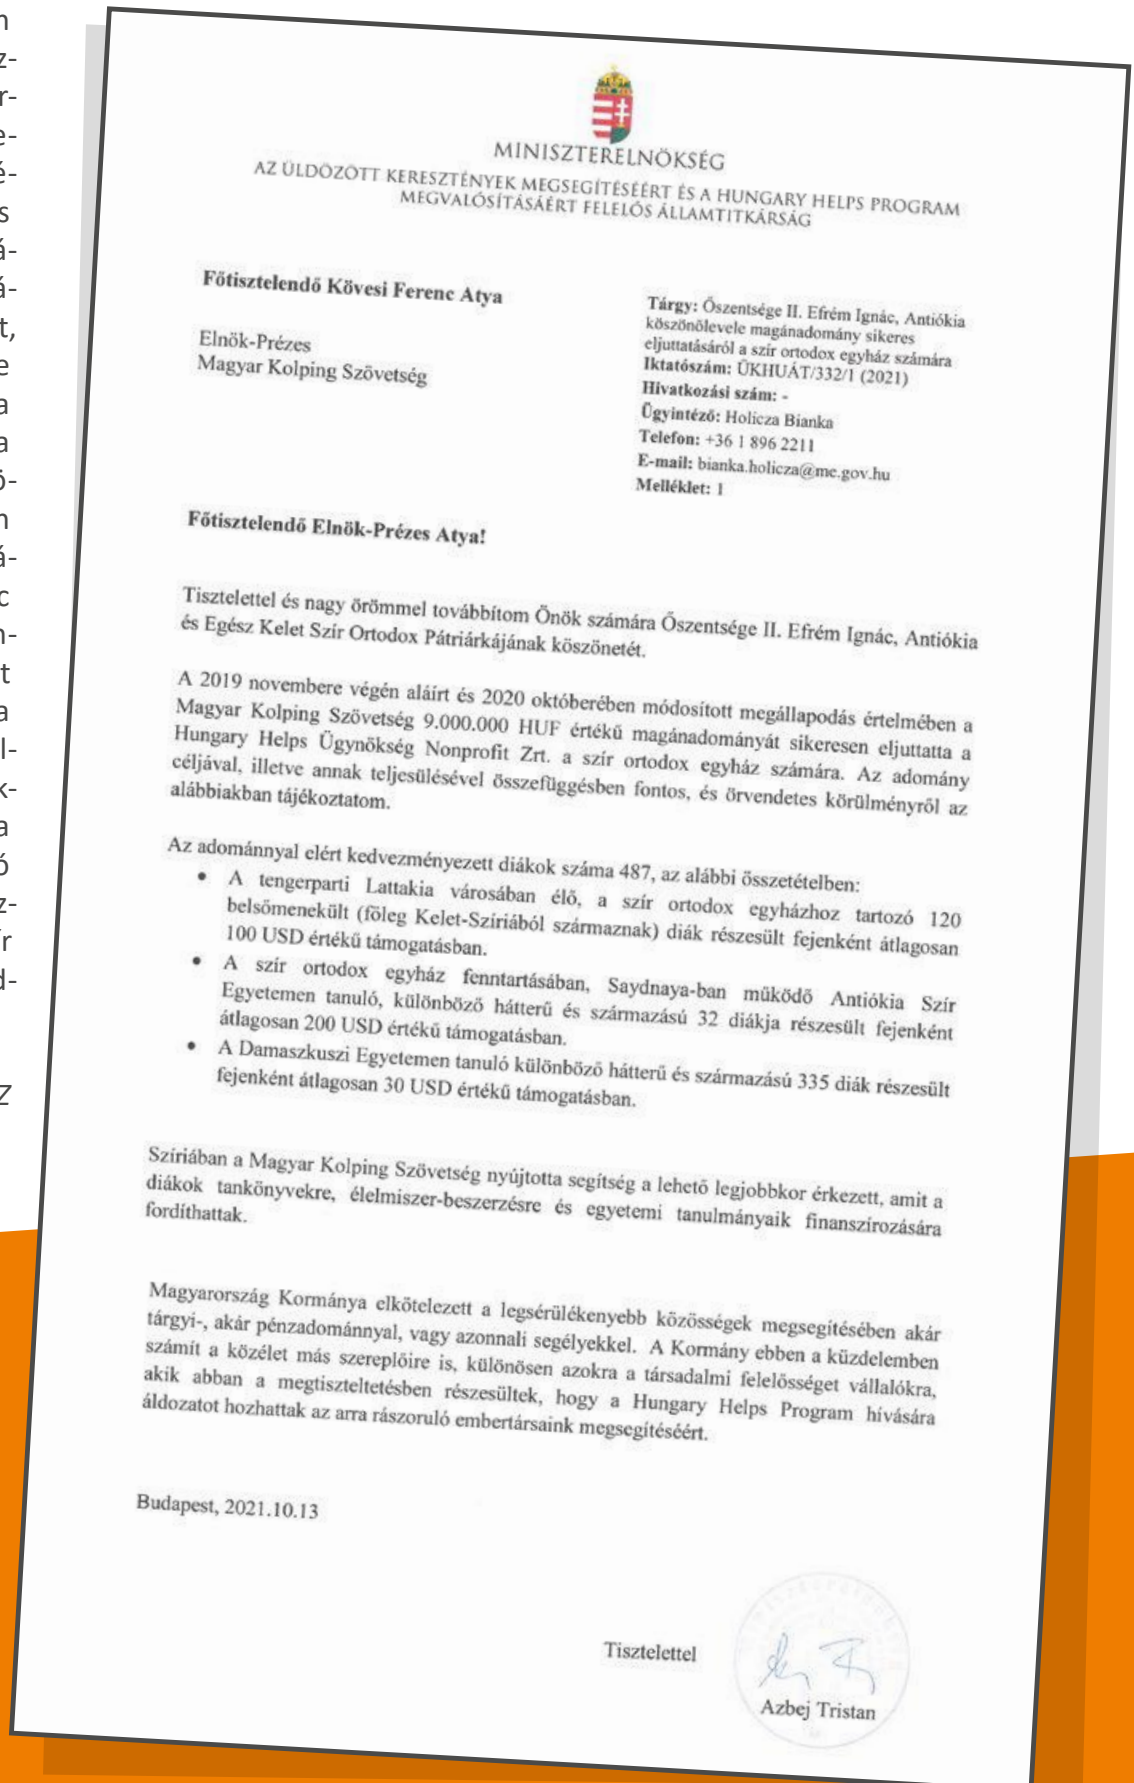 n
z-
r-
e-
é-
s
á-
á-
t,
e
a
a
ö-
n
á-
c
n-
t
a
l-
k-
a
ó
z-
ír
d-
Z
MINISZTERELNÖKSÉG
AZ ÜLDÖZÖTT KERESZTÉNYEK MEGSEGÍTÉSÉÉRT ÉS A HUNGARY HELPS PROGRAM
MEGVALÓSÍTÁSÁÉRT FELELŐS ÁLLAMTITKÁRSÁG
Főtisztelendő Kövesi Ferenc Atya
Elnök-Prézes
Magyar Kolping Szövetség
Tárgy: Őszentsége II. Efrém Ignác, Antiókia
köszönőlevele magánadomány sikeres
eljuttatásáról a szír ortodox egyház számára
Iktatószám: ÜKHUÁT/332/1 (2021)
Hivatkozási szám: -
Ügyintéző: Holicza Bianka
Telefon: +36 1 896 2211
E-mail: bianka.holicza@me.gov.hu
Melléklet: 1
Főtisztelendő Elnök-Prézes Atya!
Tisztelettel és nagy örömmel továbbítom Önök számára Őszentsége II. Efrém Ignác, Antiókia
és Egész Kelet Szír Ortodox Pátriárkájának köszönetét.
A 2019 novembere végén aláírt és 2020 októberében módosított megállapodás értelmében a
Magyar Kolping Szövetség 9.000.000 HUF értékű magánadományát sikeresen eljuttatta a
Hungary Helps Ügynökség Nonprofit Zrt. a szír ortodox egyház számára. Az adomány
céljával, illetve annak teljesülésével összefüggésben fontos, és örvendetes körülményről az
alábbiakban tájékoztatom.
Az adománnyal elért kedvezményezett diákok száma 487, az alábbi összetételben:
• A tengerparti Lattakia városában élő, a szír ortodox egyházhoz tartozó 120
belsőmenekült (főleg Kelet-Szíriából származnak) diák részesült fejenként átlagosan
100 USD értékű támogatásban.
• A szír ortodox egyház fenntartásában, Saydnaya-ban működő Antiókia Szír
Egyetemen tanuló, különböző hátterű és származású 32 diákja részesült fejenként
átlagosan 200 USD értékű támogatásban.
• A Damaszkuszi Egyetemen tanuló különböző hátterű és származású 335 diák részesült
fejenként átlagosan 30 USD értékű támogatásban.
Szíriában a Magyar Kolping Szövetség nyújtotta segítség a lehető legjobbkor érkezett, amit a
diákok tankönyvekre, élelmiszer-beszerzésre és egyetemi tanulmányaik finanszírozására
fordíthattak.
Magyarország Kormánya elkötelezett a legsérülékenyebb közösségek megsegítésében akár
tárgyi-, akár pénzadománnyal, vagy azonnali segélyekkel. A Kormány ebben a küzdelemben
számít a közélet más szereplőire is, különösen azokra a társadalmi felelősséget vállalókra,
akik abban a megtiszteltetésben részesültek, hogy a Hungary Helps Program hívására
áldozatot hozhattak az arra rászoruló embertársaink megsegítéséért.
Budapest, 2021.10.13
Tisztelettel
Azbej Tristan